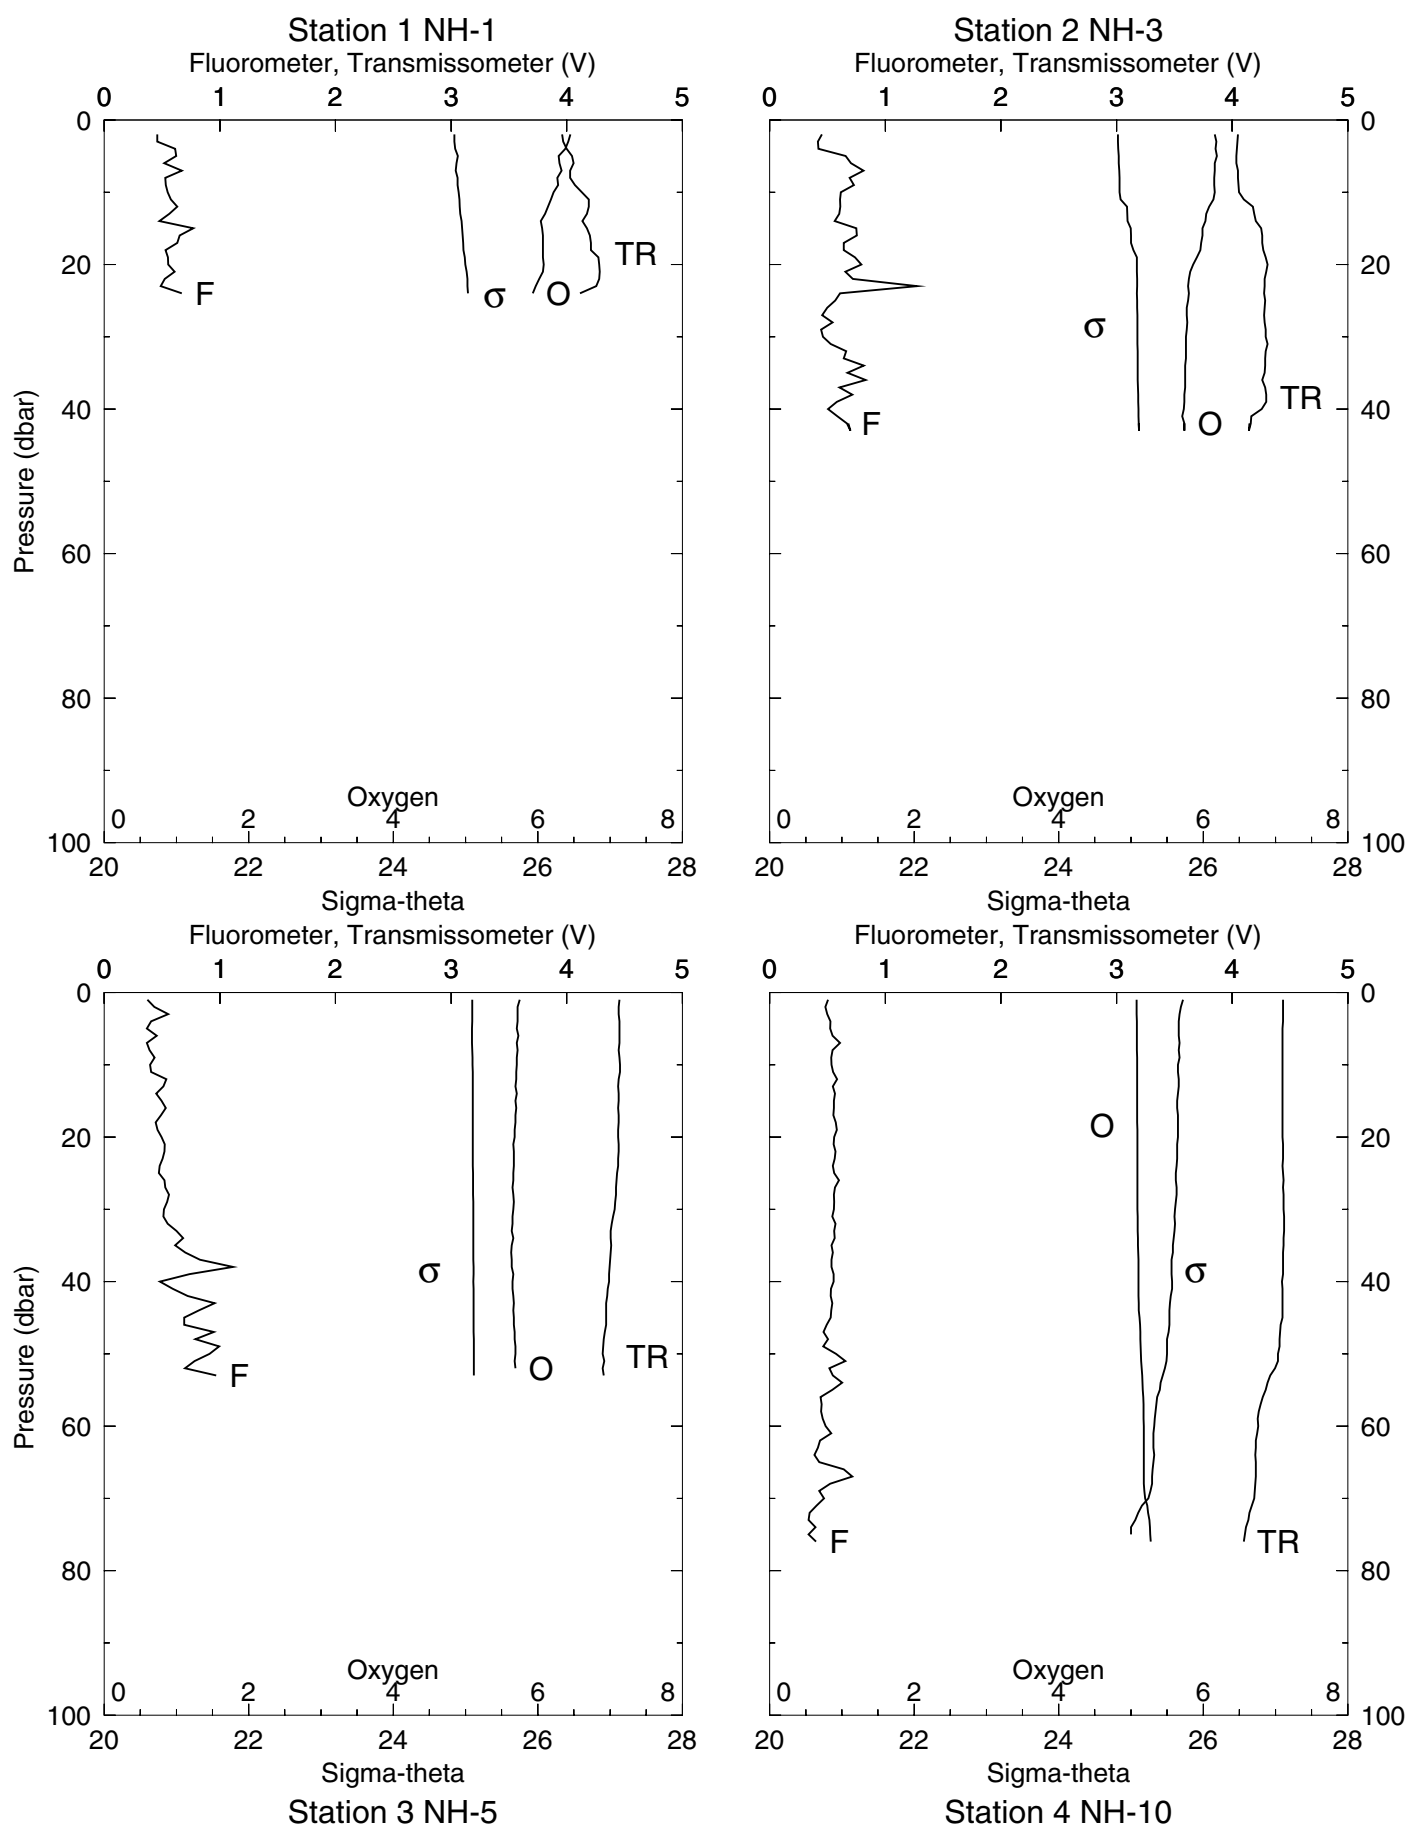 Station 1 NH-1
Fluorometer, Transmissometer (V)
0 1 2 3 4 5
0
20
40
60
80
100
Pressure (dbar)
F
σ
O
TR
Oxygen
0 2 4 6 8
20 22 24 26 28
Sigma-theta
Station 2 NH-3
Fluorometer, Transmissometer (V)
0 1 2 3 4 5
0
20
40
60
80
100
σ
F
O
TR
Oxygen
0 2 4 6 8
20 22 24 26 28
Sigma-theta
Fluorometer, Transmissometer (V)
0 1 2 3 4 5
0
20
40
60
80
100
Pressure (dbar)
σ
F
O
TR
Oxygen
0 2 4 6 8
20 22 24 26 28
Sigma-theta
Station 3 NH-5
Fluorometer, Transmissometer (V)
0 1 2 3 4 5
0
20
40
60
80
100
O
σ
F
TR
Oxygen
0 2 4 6 8
20 22 24 26 28
Sigma-theta
Station 4 NH-10